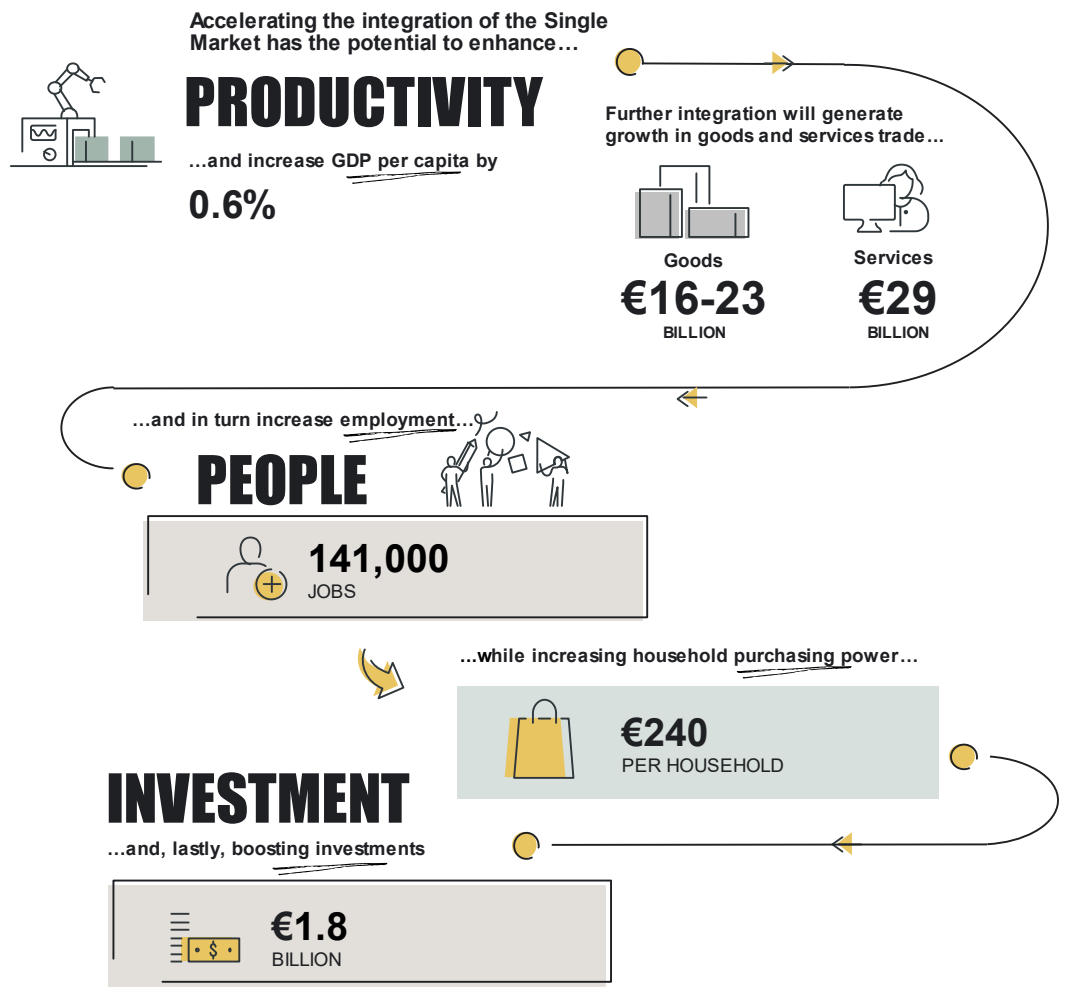 Accelerating the integration of the Single
Market has the potential to enhance…
PRODUCTIVITY
…and increase GDP per capita by
0.6%
Further integration will generate
growth in goods and services trade…
Goods
€16-23
BILLION
Services
€29
BILLION
…and in turn increase employment…
PEOPLE
141,000
JOBS
…while increasing household purchasing power…
€240
PER HOUSEHOLD
INVESTMENT
…and, lastly, boosting investments
$
€1.8
BILLION